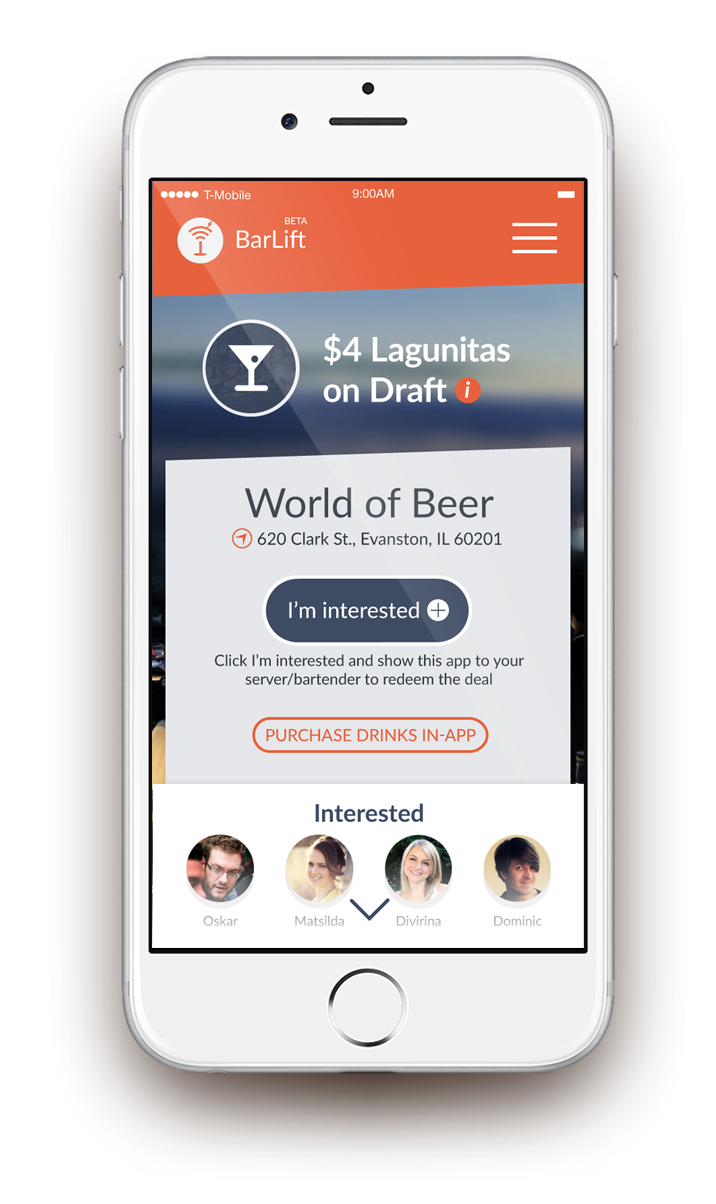 T-Mobile
9:00AM
BETA
BarLift
$4 Lagunitas
on Draft i
World of Beer
620 Clark St., Evanston, IL 60201
I'm interested
Click I'm interested and show this app to your
server/bartender to redeem the deal
PURCHASE DRINKS IN-APP
Interested
Oskar Matsilda Divirina Dominic